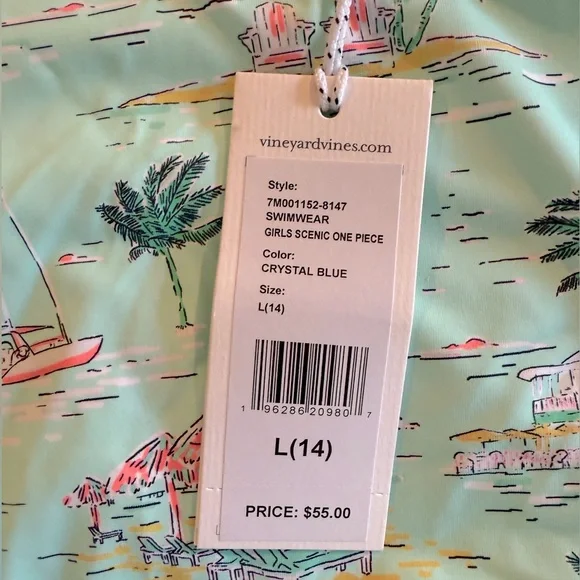 vineyardvines.com
Style:
7M001152-8147
SWIMWEAR
GIRLS SCENIC ONE PIECE
Color:
CRYSTAL BLUE
Size:
L(14)
1 96286 20980 7
L(14)
PRICE: $55.00